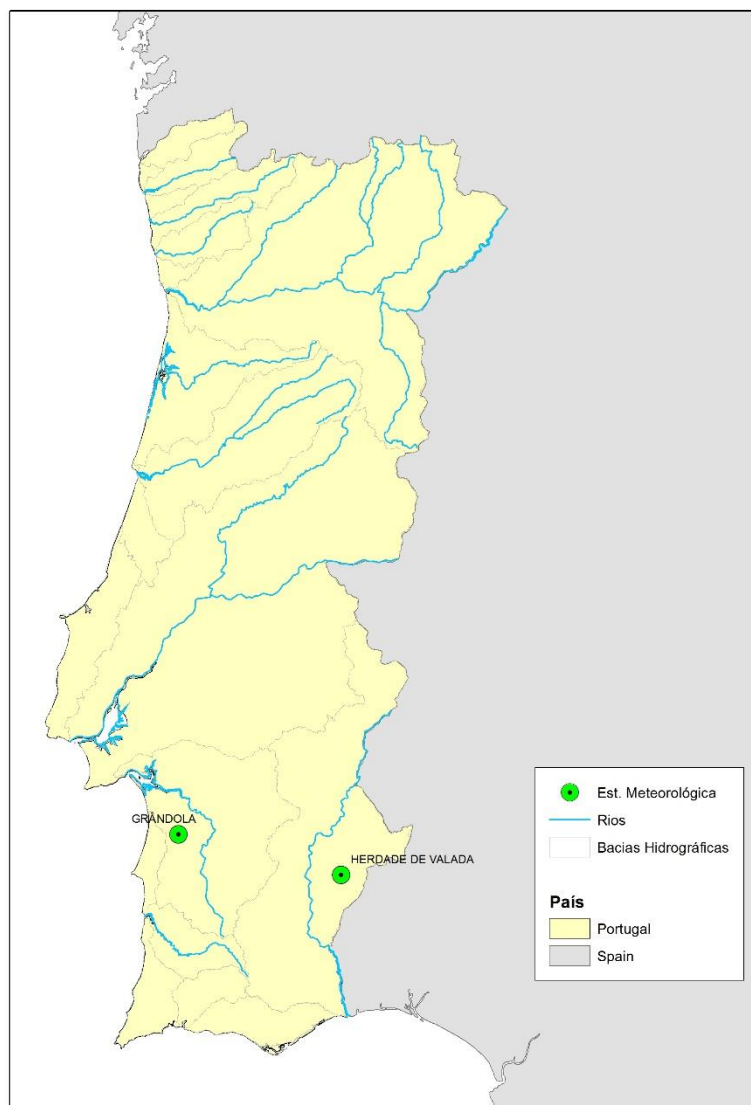 GRÂNDOLA
HERDADE DE VALADA
Est. Meteorológica
Rios
Bacias Hidrográficas
País
Portugal
Spain